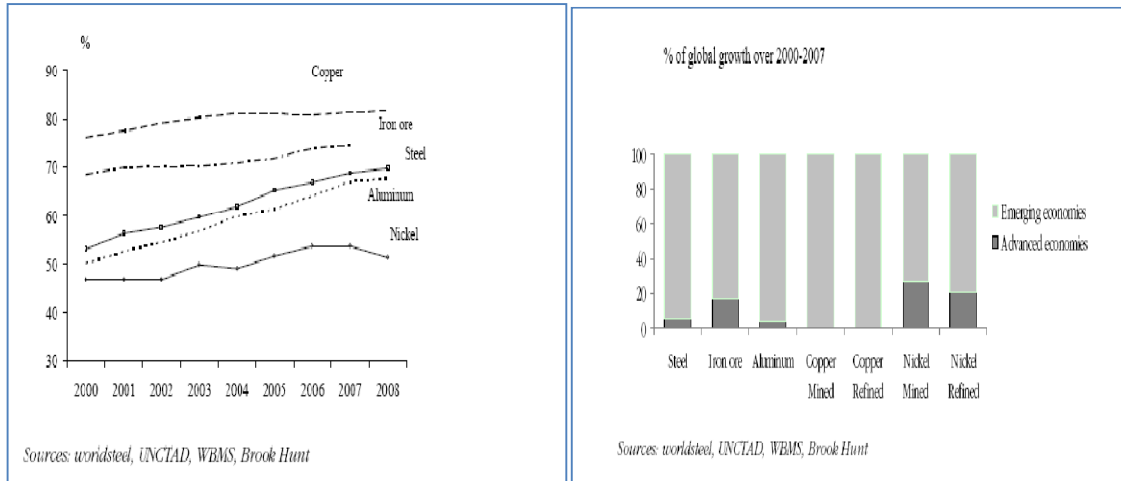 %
90
80
70
60
50
40
30
Copper
Iron ore
Steel
Aluminum
Nickel
2000 2001 2002 2003 2004 2005 2006 2007 2008
Sources: worldsteel, UNCTAD, WBMS, Brook Hunt
% of global growth over 2000-2007
100
80
60
40
20
0
Emerging economies
Advanced economies
Steel Iron ore Aluminum Copper Copper Nickel Nickel
Mined Refined Mined Refined
Sources: worldsteel, UNCTAD, WBMS, Brook Hunt